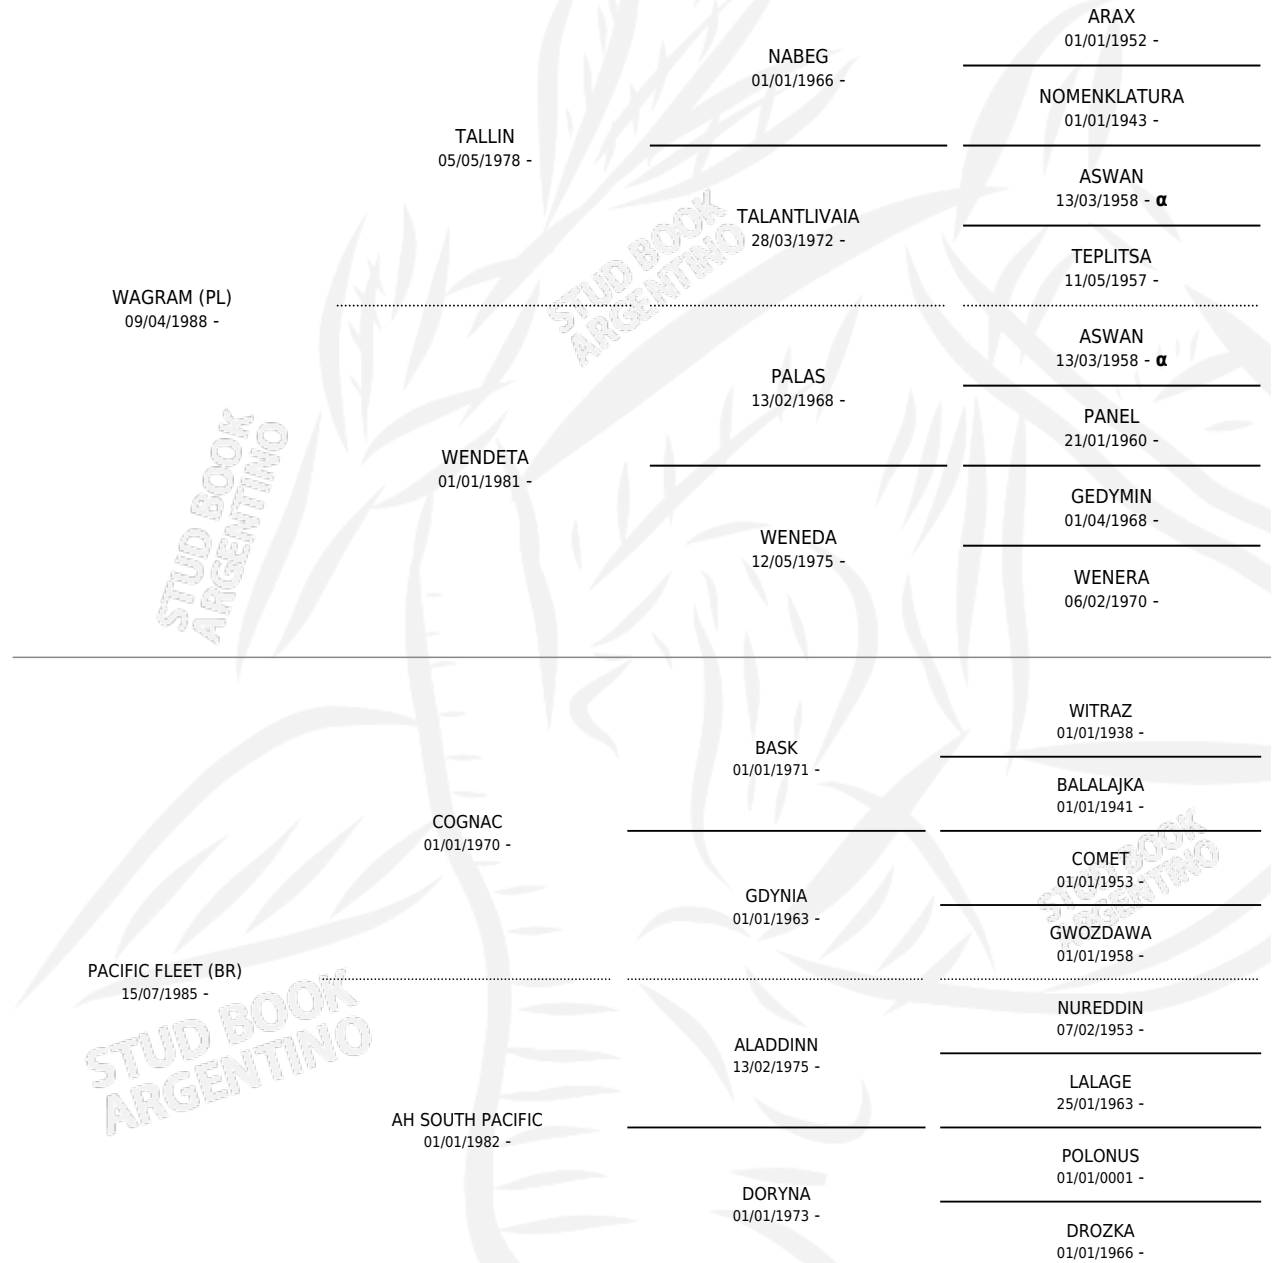 ARAX
01/01/1952 -
NABEG
01/01/1966 -
NOMENKLATURA
01/01/1943 -
TALLIN
05/05/1978 -
ASWAN
13/03/1958 - α
TALANTLIVAIA
28/03/1972 -
TEPLITSA
11/05/1957 -
WAGRAM (PL)
09/04/1988 -
ASWAN
13/03/1958 - α
PALAS
13/02/1968 -
PANEL
21/01/1960 -
WENDETA
01/01/1981 -
GEDYMIN
01/04/1968 -
WENEDA
12/05/1975 -
WENERA
06/02/1970 -
STUD BOOK
ARGENTINO
STUD BOOK
ARGENTINO
WITRAZ
01/01/1938 -
BASK
01/01/1971 -
BALALAJKA
01/01/1941 -
COGNAC
01/01/1970 -
COMET
01/01/1953 -
GDYNIA
01/01/1963 -
GWOZDAWA
01/01/1958 -
PACIFIC FLEET (BR)
15/07/1985 -
NUREDDIN
07/02/1953 -
ALADDINN
13/02/1975 -
LALAGE
25/01/1963 -
AH SOUTH PACIFIC
01/01/1982 -
POLONUS
01/01/0001 -
DORYNA
01/01/1973 -
DROZKA
01/01/1966 -
STUD BOOK
ARGENTINO
STUD BOOK
ARGENTINO